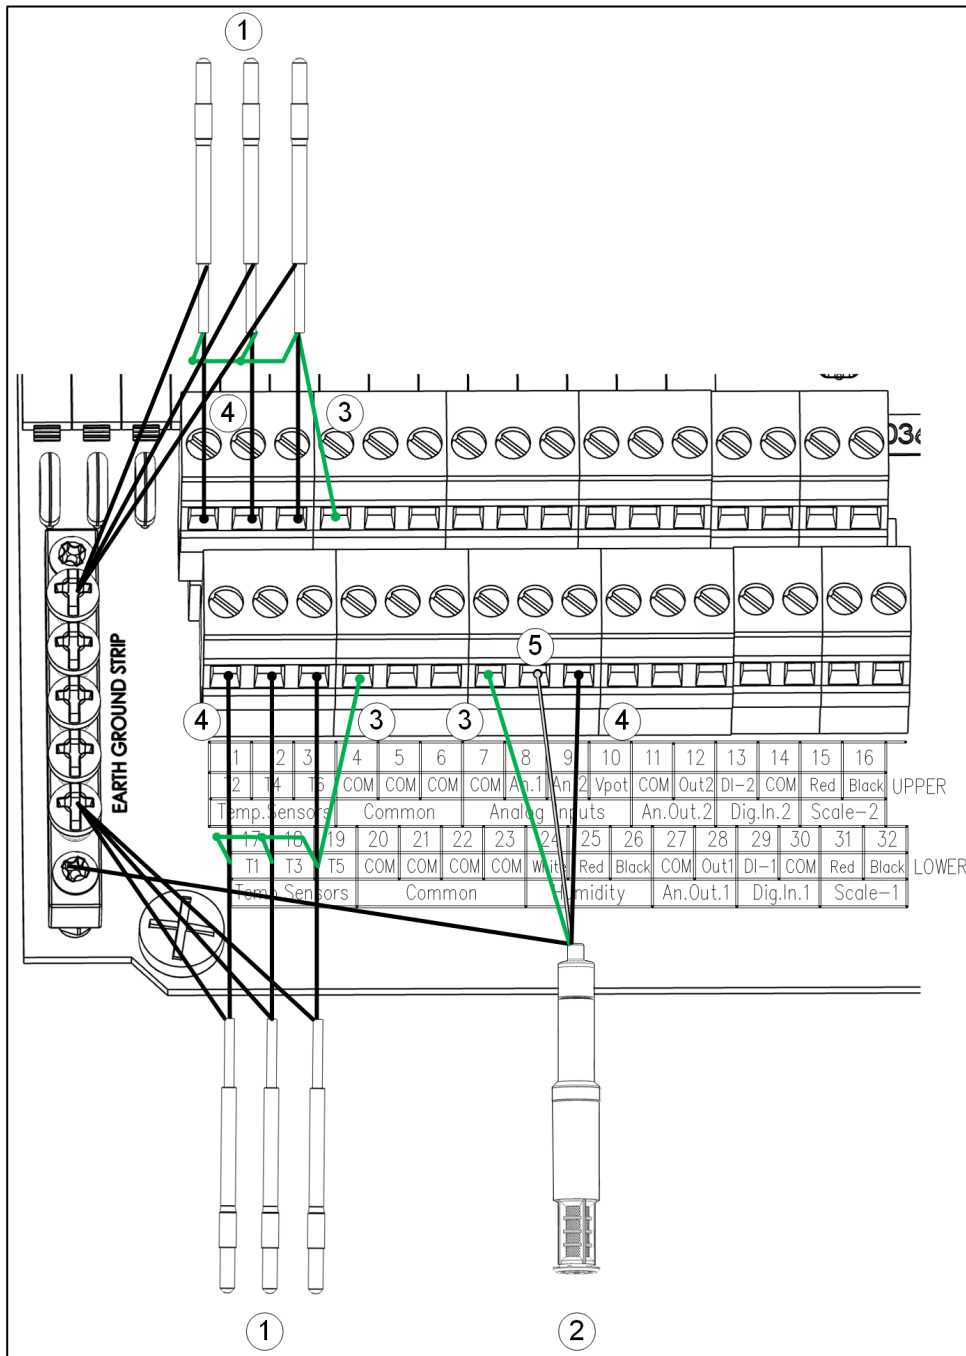 1
4
3
036
EARTH GROUND STRIP
5
4
3
3
4
1 2 3 4 5 6 7 8 9 10 11 12 13 14 15 16
T2 T4 T6 COM COM COM COM An.1 An.2 Vpot COM Out2 DI-2 COM Red Black UPPER
Temp.Sensors Common Analog Inputs An.Out.2 Dig.In.2 Scale-2
17 18 19 20 21 22 23 24 25 26 27 28 29 30 31 32
T1 T3 T5 COM COM COM COM White Red Black COM Out1 DI-1 COM Red Black LOWER
Temp.Sensors Common Humidity An.Out.1 Dig.In.1 Scale-1
1
2